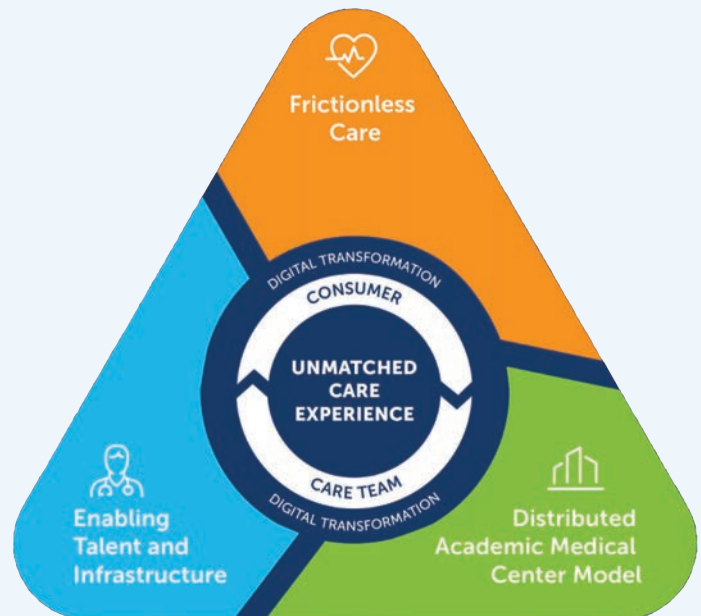 Frictionless
Care
DIGITAL TRANSFORMATION
CONSUMER
UNMATCHED
CARE
EXPERIENCE
CARE TEAM
DIGITAL TRANSFORMATION
Enabling
Talent and
Infrastructure
Distributed
Academic Medical
Center Model